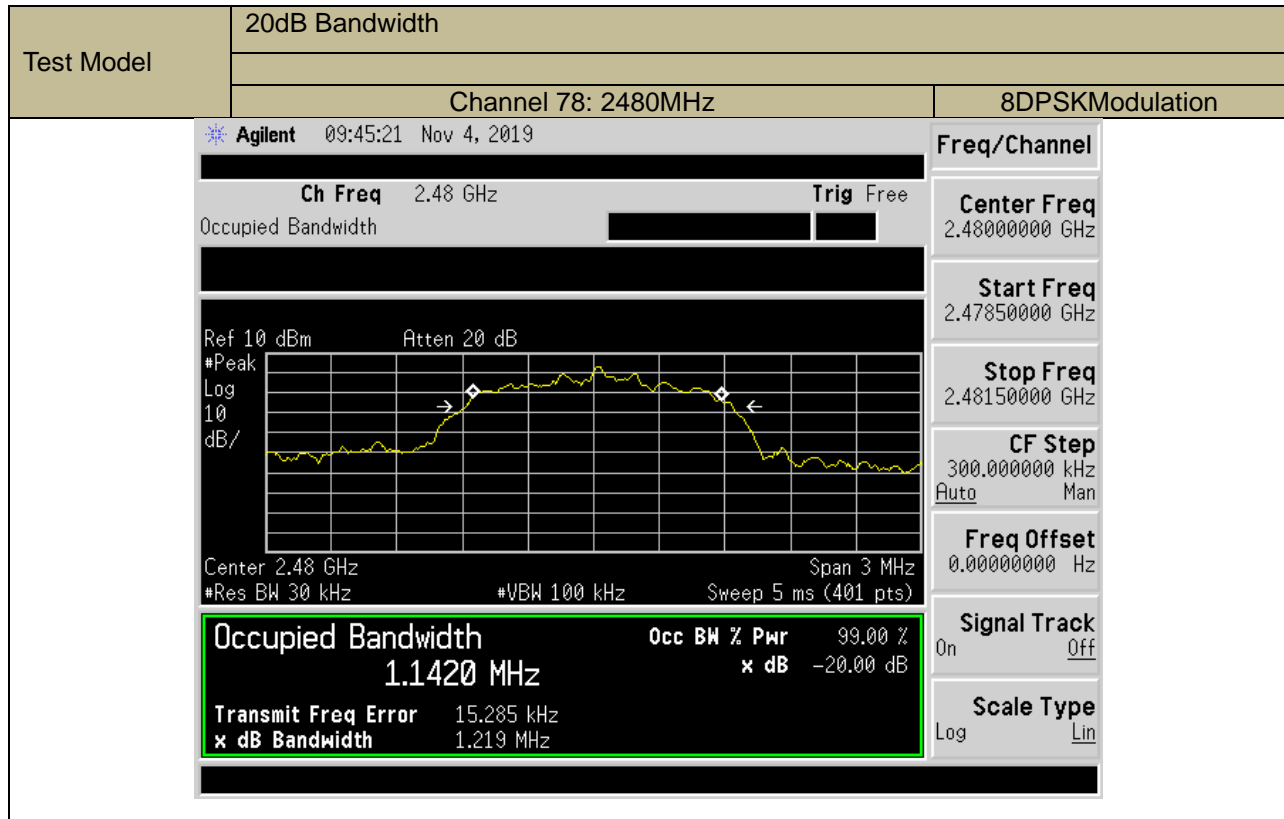 20dB Bandwidth
Test Model
Channel 78: 2480MHz 8DPSKModulation
Agilent 09:45:21 Nov 4, 2019
Freq/Channel
Ch Freq 2.48 GHz Trig Free
Occupied Bandwidth
Center Freq
2.48000000 GHz
Start Freq
2.47850000 GHz
Ref 10 dBm Atten 20 dB
#Peak
Log
10
dB/
Stop Freq
2.48150000 GHz
CF Step
300.000000 kHz
Auto Man
Freq Offset
0.00000000 Hz
Center 2.48 GHz Span 3 MHz
#Res BW 30 kHz #VBW 100 kHz Sweep 5 ms (401 pts)
Occupied Bandwidth Occ BW % Pwr 99.00 %
1.1420 MHz x dB -20.00 dB
Transmit Freq Error 15.285 kHz
x dB Bandwidth 1.219 MHz
Signal Track
On Off
Scale Type
Log Lin